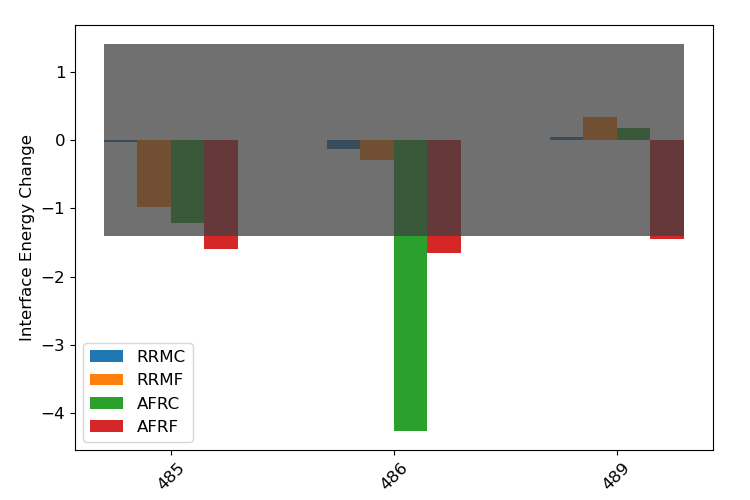 Interface Energy Change
1
0
−1
−2
−3
−4
RRMC
RRMF
AFRC
AFRF
485
486
489